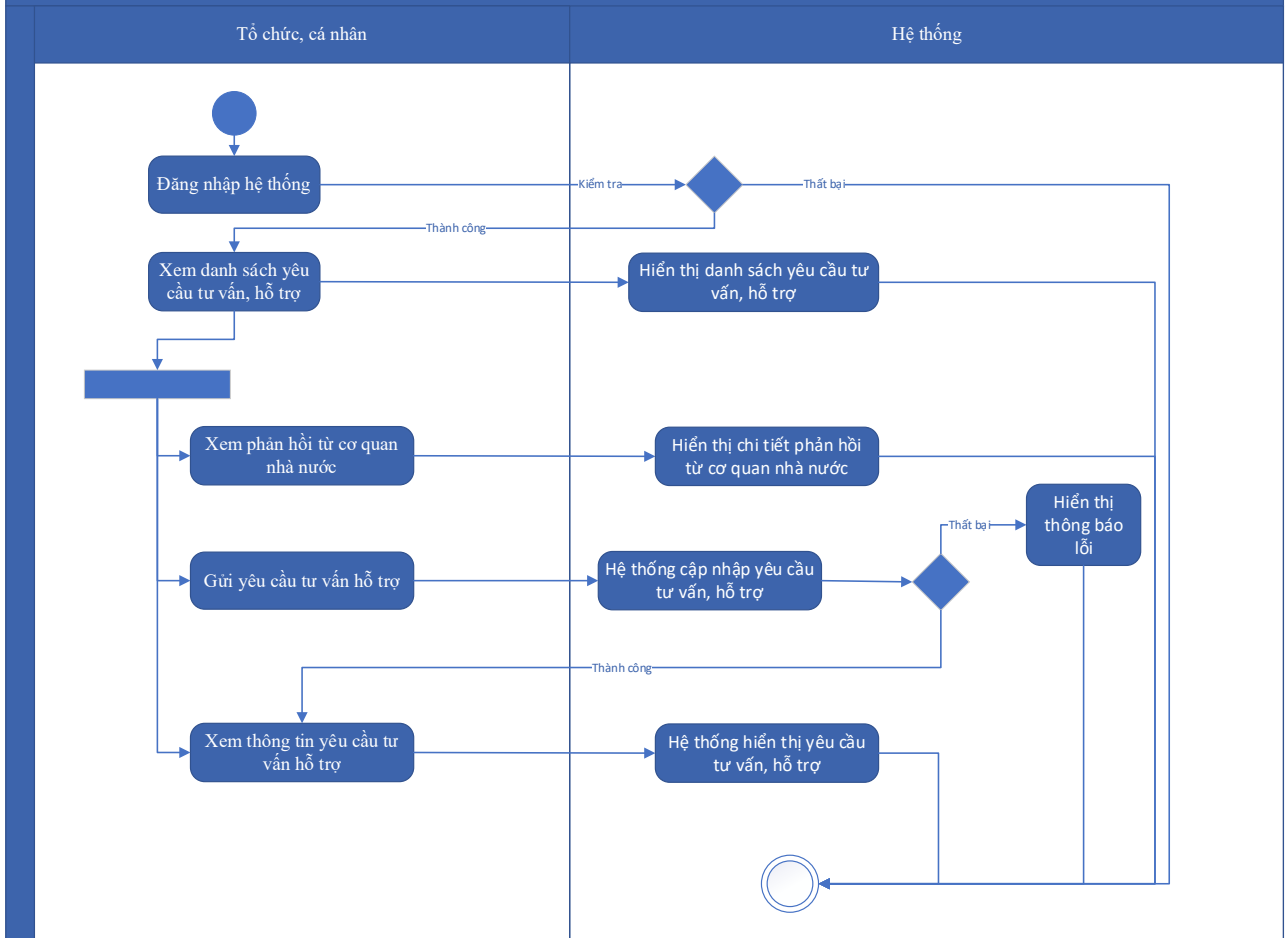 Tổ chức, cá nhân
Hệ thống
Đăng nhập hệ thống
Kiểm tra
Thất bại
Thành công
Xem danh sách yêu
cầu tư vấn, hỗ trợ
Hiển thị danh sách yêu cầu tư
vấn, hỗ trợ
Xem phản hồi từ cơ quan
nhà nước
Hiển thị chi tiết phản hồi
từ cơ quan nhà nước
Hiển thị
thông báo
lỗi
Thất bại
Gửi yêu cầu tư vấn hỗ trợ
Hệ thống cập nhập yêu cầu
tư vấn, hỗ trợ
Thành công
Xem thông tin yêu cầu tư
vấn hỗ trợ
Hệ thống hiển thị yêu cầu
tư vấn, hỗ trợ